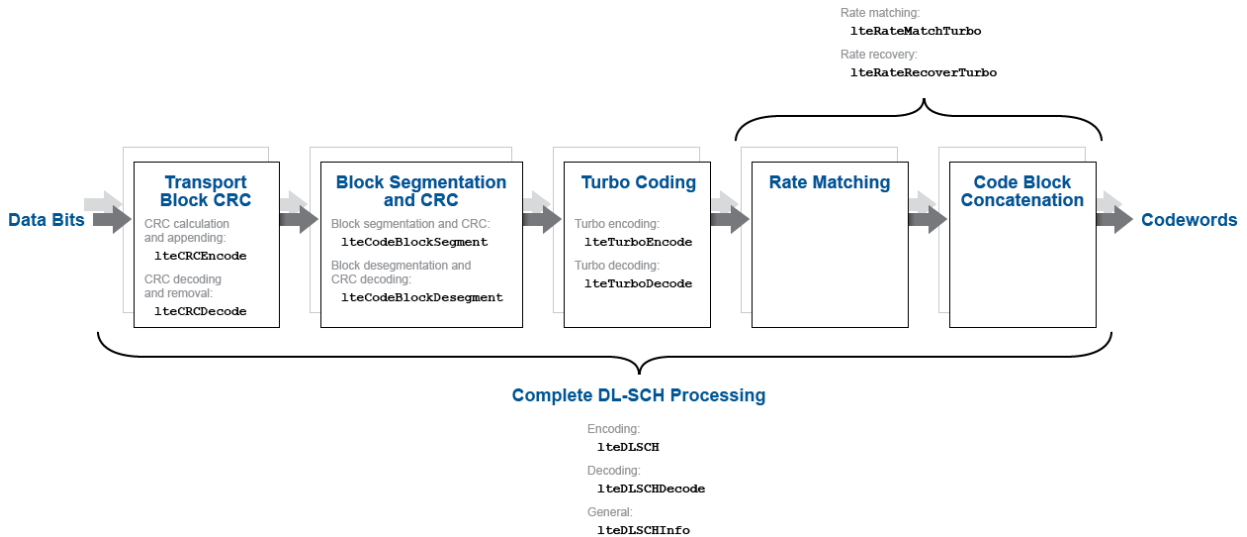 Rate matching:
lteRateMatchTurbo
Rate recovery:
lteRateRecoverTurbo
Data Bits
Transport
Block CRC
CRC calculation
and appending:
lteCRCEncode
CRC decoding
and removal:
lteCRCDecode
Block Segmentation
and CRC
Block segmentation and CRC:
lteCodeBlockSegment
Block desegmentation and
CRC decoding:
lteCodeBlockDesegment
Turbo Coding
Turbo encoding:
lteTurboEncode
Turbo decoding:
lteTurboDecode
Rate Matching
Code Block
Concatenation
Codewords
Complete DL-SCH Processing
Encoding:
lteDLSCH
Decoding:
lteDLSCHDecode
General:
lteDLSCHInfo